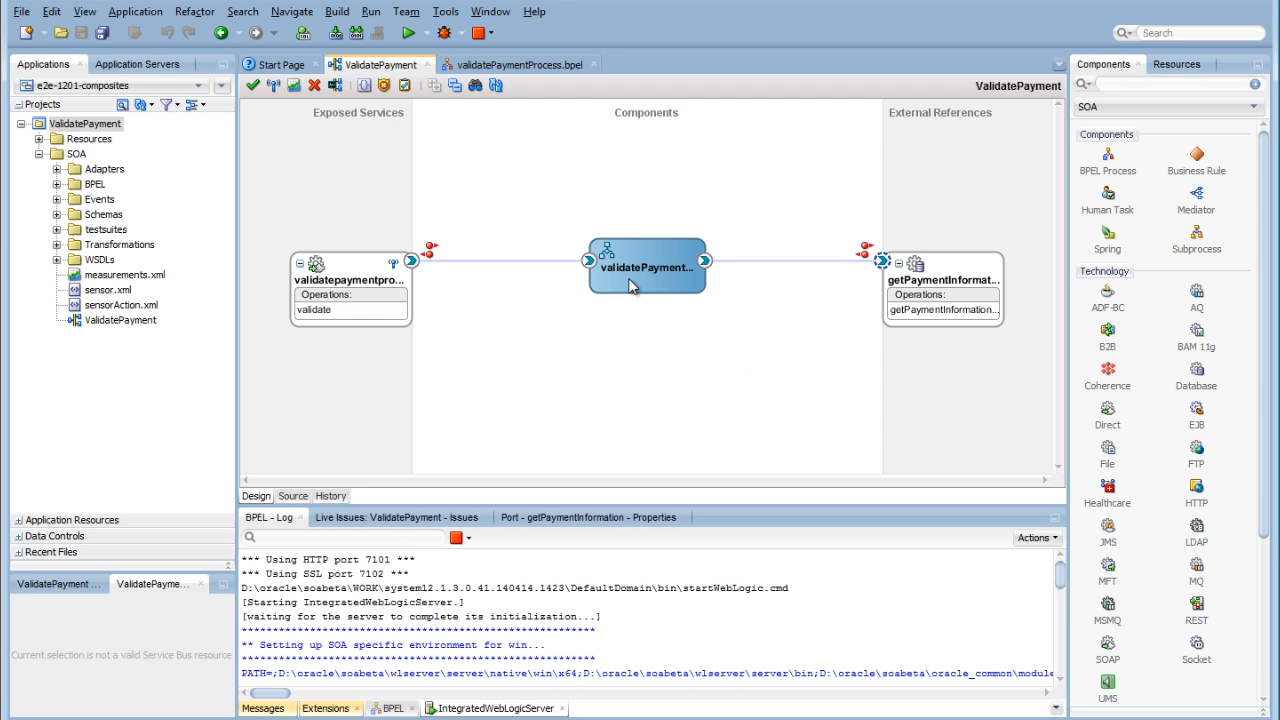 File Edit View Application Refactor Search Navigate Build Run Team Tools Window Help
Search
Applications Application Servers
e2e-1201-composites
Projects
ValidatePayment
Resources
SOA
Adapters
BPEL
Events
Schemas
testsuites
Transformations
WSDLs
measurements.xml
sensor.xml
sensorAction.xml
ValidatePayment
Application Resources
Data Controls
Recent Files
ValidatePayment ... ValidatePayme...
Current selection is not a valid Service Bus resource
Start Page ValidatePayment validatePaymentProcess.bpel
ValidatePayment
Exposed Services Components External References
validatepaymentpro...
Operations:
validate
validatePayment...
getPaymentInformat...
Operations:
getPaymentInformation...
Design Source History
BPEL - Log Live Issues: ValidatePayment - Issues Port - getPaymentInformation - Properties
Actions
*** Using HTTP port 7101 ***
*** Using SSL port 7102 ***
D:\oracle\soabeta\WORK\system12.1.3.0.41.140414.1423\DefaultDomain\bin\startWebLogic.cmd
[Starting IntegratedWebLogicServer.]
[waiting for the server to complete its initialization...]
****************************************************
** Setting up SOA specific environment for win...
****************************************************
PATH=;D:\oracle\soabeta\wlserver\server\native\win\x64;D:\oracle\soabeta\wlserver\server\bin;D:\oracle\soabeta\oracle_common\module
Messages Extensions BPEL IntegratedWebLogicServer
Components Resources
SOA
Components
BPEL Process Business Rule
Human Task Mediator
Spring Subprocess
Technology
ADF-BC AQ
B2B BAM 11g
Coherence Database
Direct EJB
File FTP
Healthcare HTTP
JMS LDAP
MFT MQ
MSMQ REST
SOAP Socket
UMS